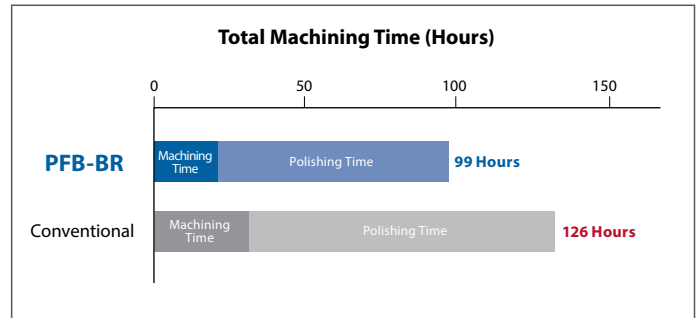 Total Machining Time (Hours)
0 50 100 150
PFB-BR
Machining
Time
Polishing Time
99 Hours
Conventional
Machining
Time
Polishing Time
126 Hours